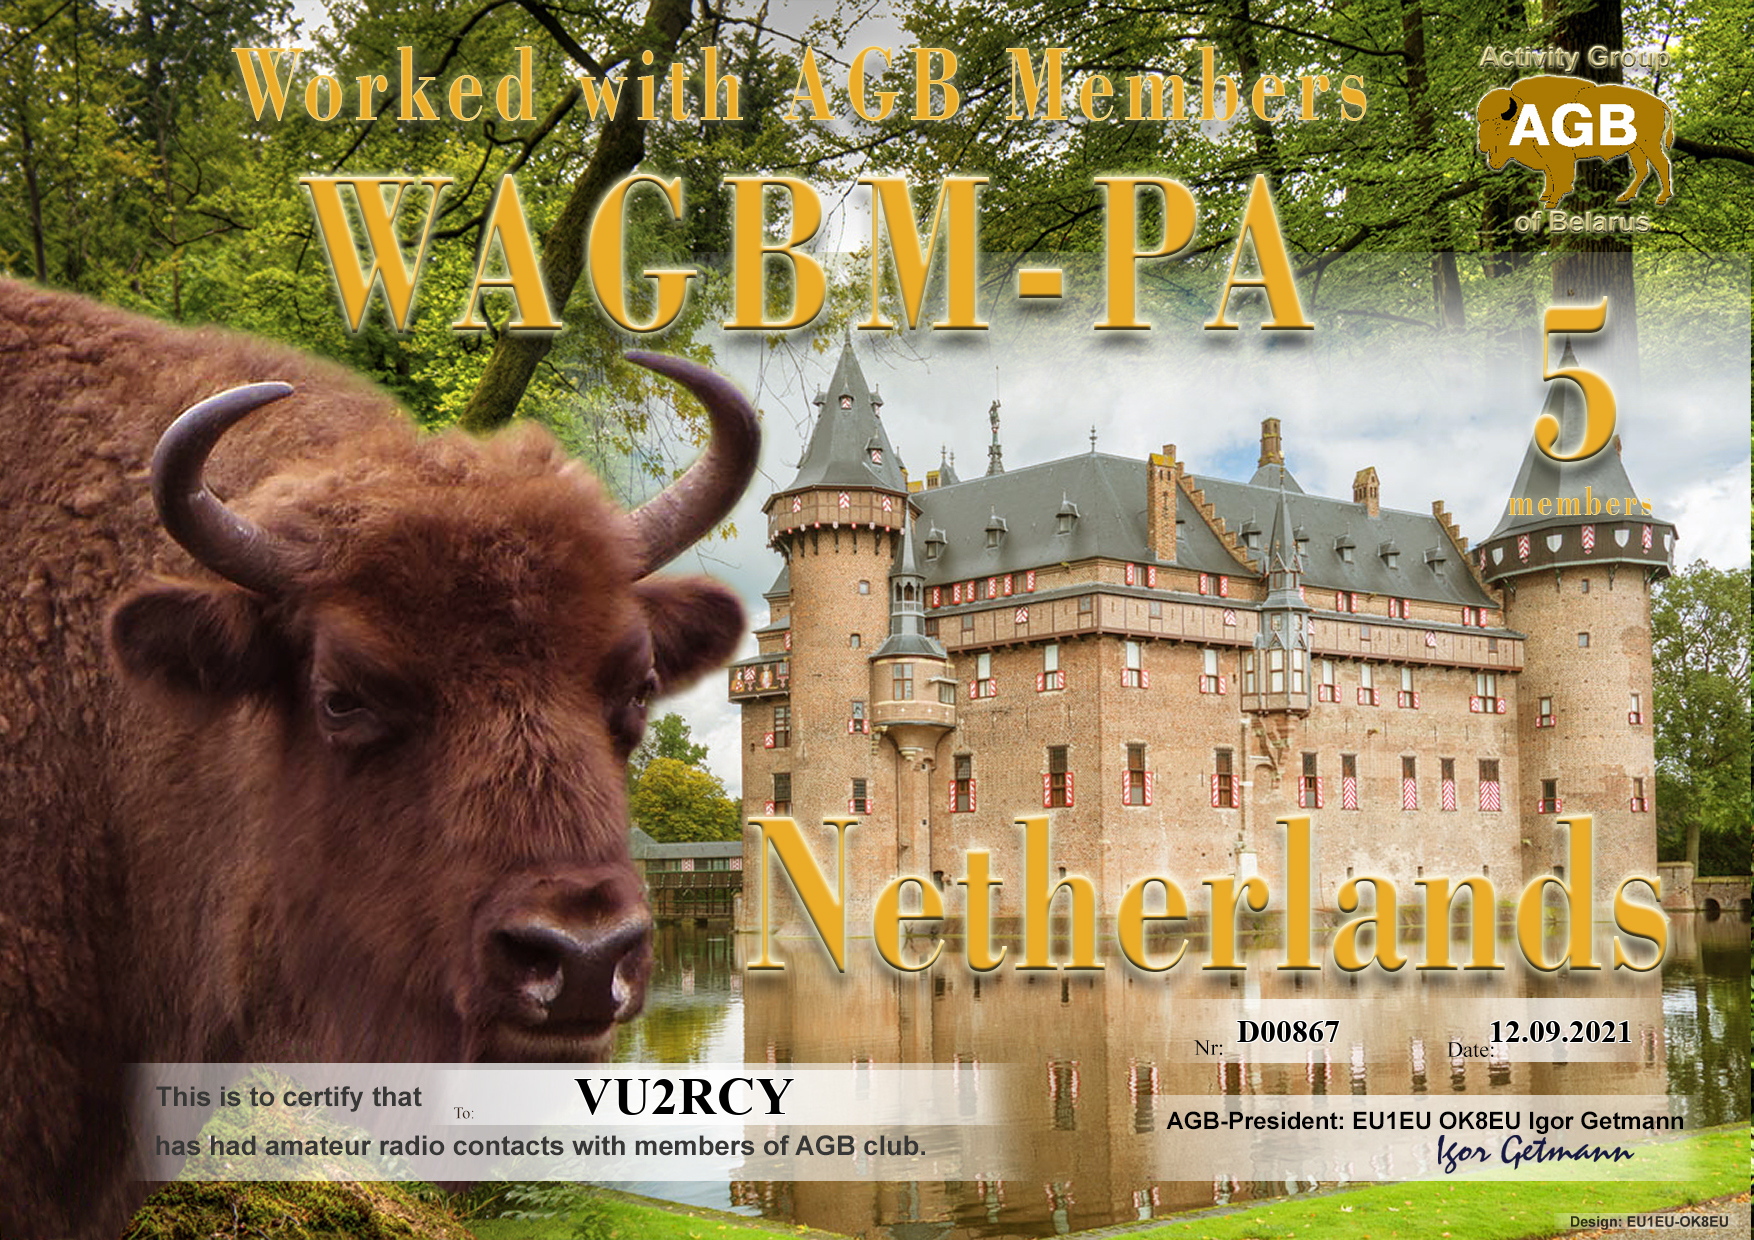 Worked with AGB Members
Activity Group
AGB
of Belarus
WAGBM-PA
5
members
Netherlands
Nr: D00867 Date: 12.09.2021
This is to certify that To: VU2RCY
has had amateur radio contacts with members of AGB club.
AGB-President: EU1EU OK8EU Igor Getmann
Igor Getmann
Design: EU1EU-OK8EU